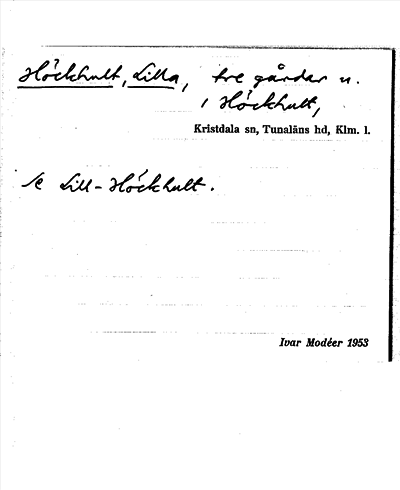 Höckhult, Lilla, tre gårdar u.
i Höckhult,
Kristdala sn, Tunaläns hd, Klm. l.
se Lill-Höckhult.
Ivar Modéer 1953